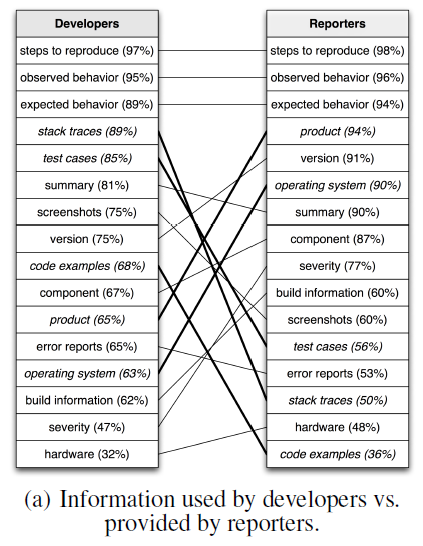 Developers
steps to reproduce (97%)
observed behavior (95%)
expected behavior (89%)
stack traces (89%)
test cases (85%)
summary (81%)
screenshots (75%)
version (75%)
code examples (68%)
component (67%)
product (65%)
error reports (65%)
operating system (63%)
build information (62%)
severity (47%)
hardware (32%)
Reporters
steps to reproduce (98%)
observed behavior (96%)
expected behavior (94%)
product (94%)
version (91%)
operating system (90%)
summary (90%)
component (87%)
severity (77%)
build information (60%)
screenshots (60%)
test cases (56%)
error reports (53%)
stack traces (50%)
hardware (48%)
code examples (36%)
(a) Information used by developers vs.
provided by reporters.